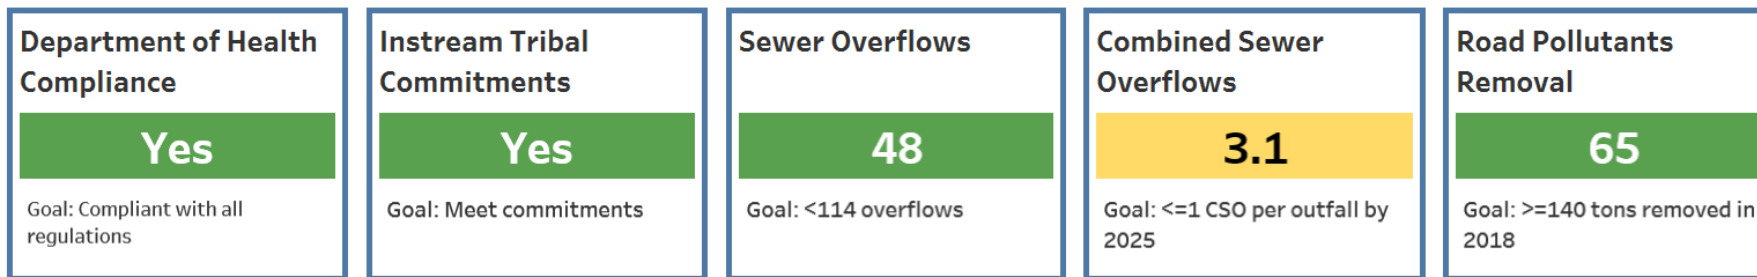 Department of Health
Compliance
Yes
Goal: Compliant with all
regulations
Instream Tribal
Commitments
Yes
Goal: Meet commitments
Sewer Overflows
48
Goal: <114 overflows
Combined Sewer
Overflows
3.1
Goal: <=1 CSO per outfall by
2025
Road Pollutants
Removal
65
Goal: >=140 tons removed in
2018